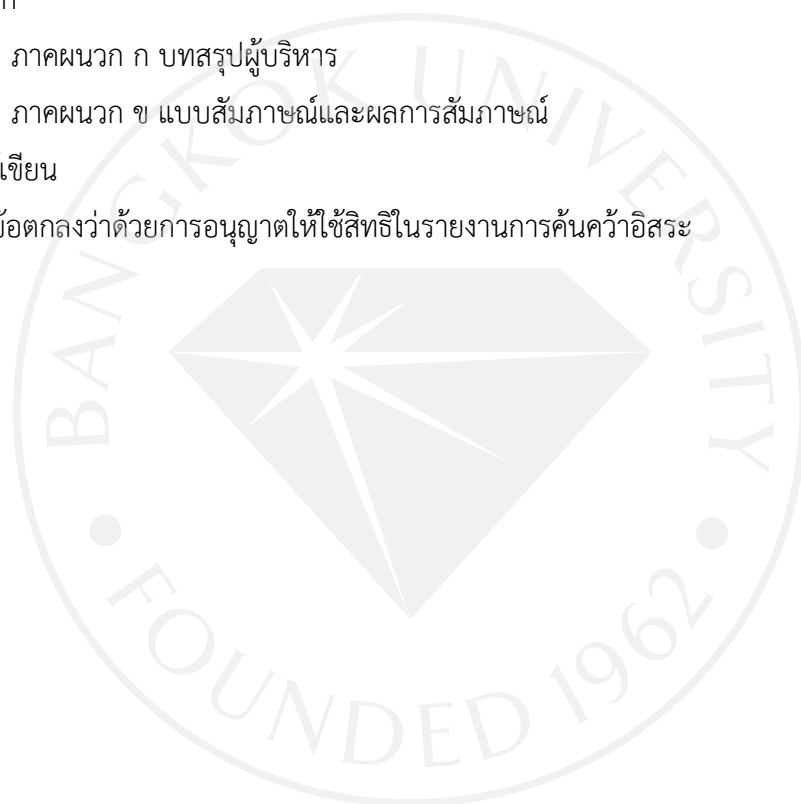 ภาคผนวก ก บทสรุปผู้บริหาร
ภาคผนวก ข แบบสัมภาษณ์และผลการสัมภาษณ์
เขียน
ข้อตกลงว่าด้วยการอนุญาตให้ใช้สิทธิในรายงานการค้นคว้าอิสระ
BANGKOK UNIVERSITY
FOUNDED 1962